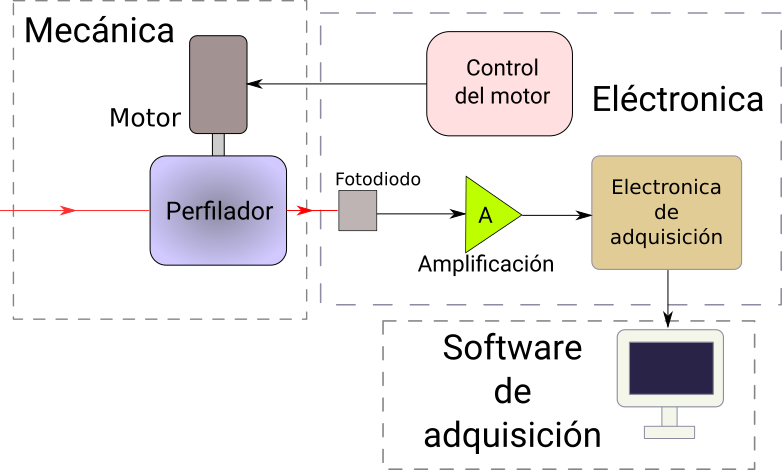 Mecánica
Motor
Perfilador
Control
del motor
Eléctronica
Fotodiodo
A
Amplificación
Electronica
de
adquisición
Software
de
adquisición